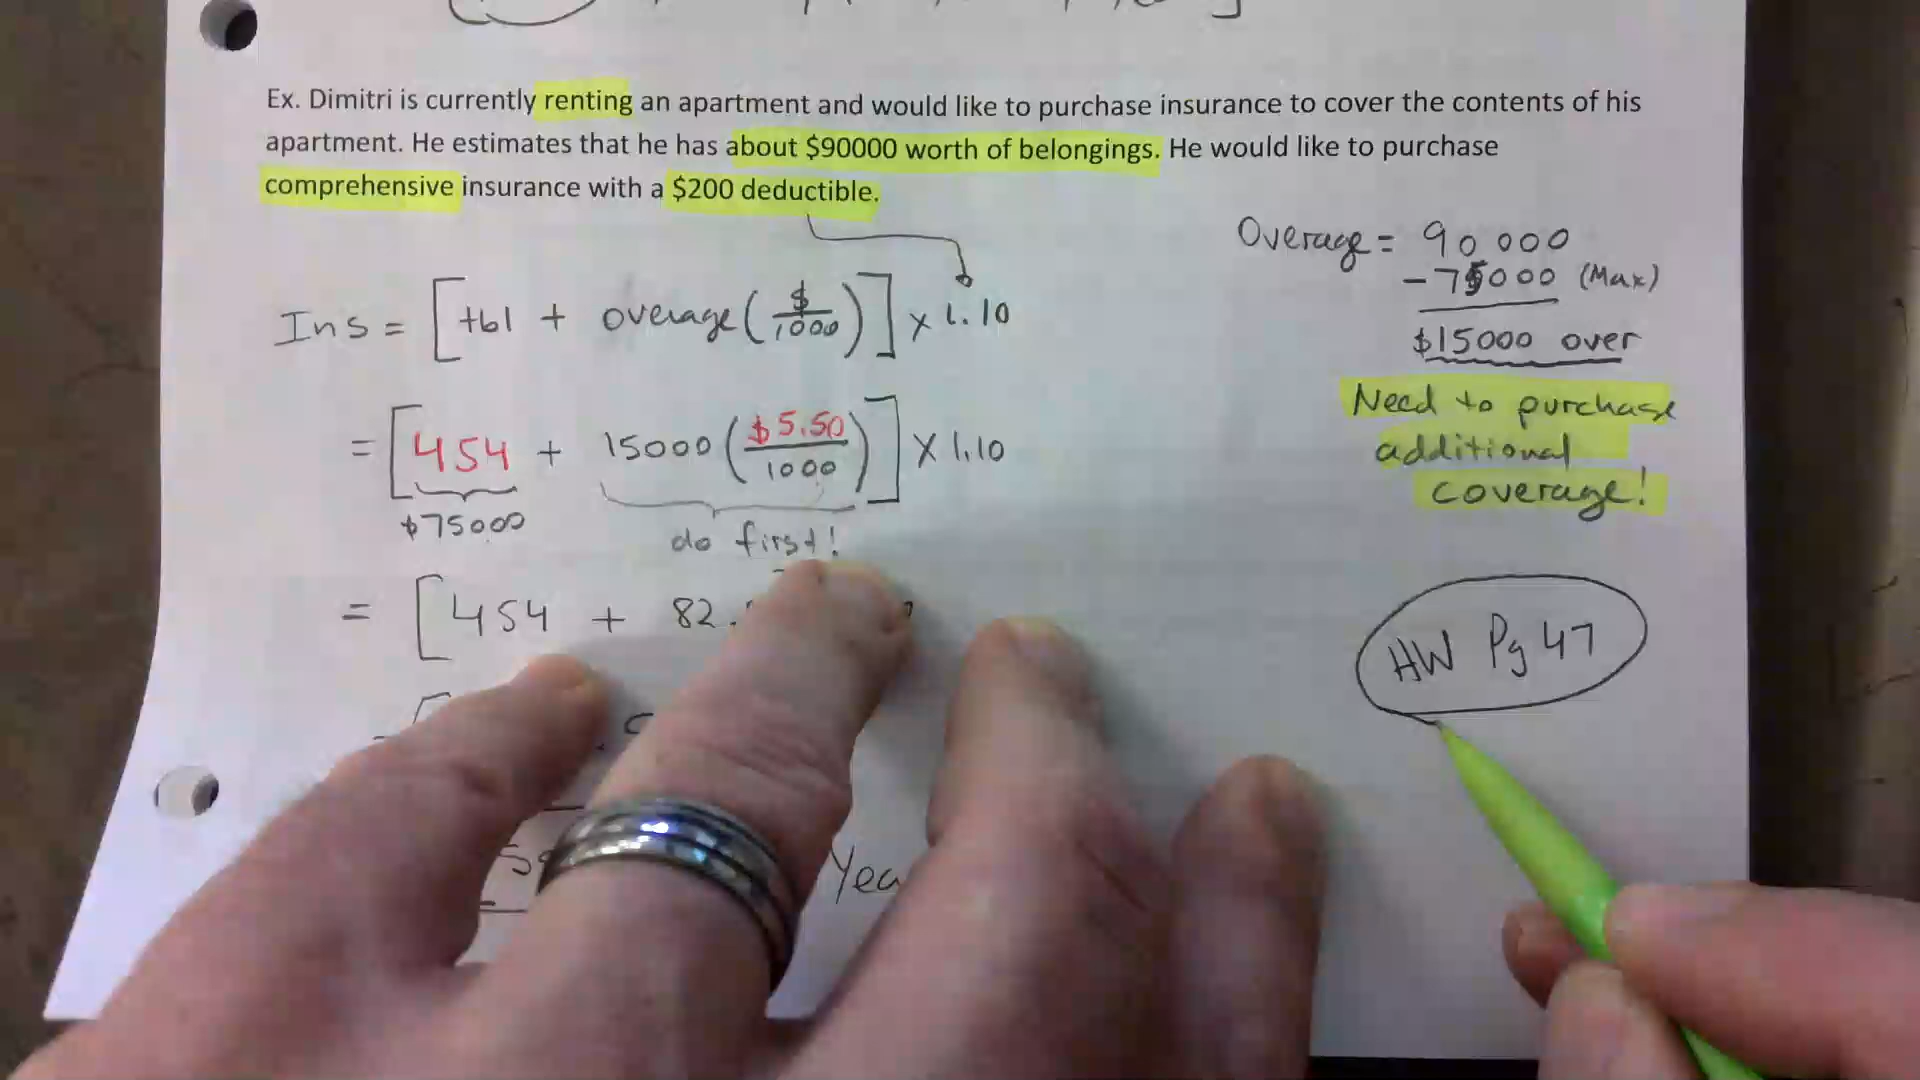 Ex. Dimitri is currently renting an apartment and would like to purchase insurance to cover the contents of his
apartment. He estimates that he has about $90000 worth of belongings. He would like to purchase
comprehensive insurance with a $200 deductible.
Overage = 90 000
- 75000 (Max)
$15000 over
Need to purchase
additional
coverage!
Ins = [tbl + overage($/1000)] x 1.10
= [454 + 15000($5.50/1000)] x 1.10
$75000
do first!
= [454 + 82.
HW Pg 47